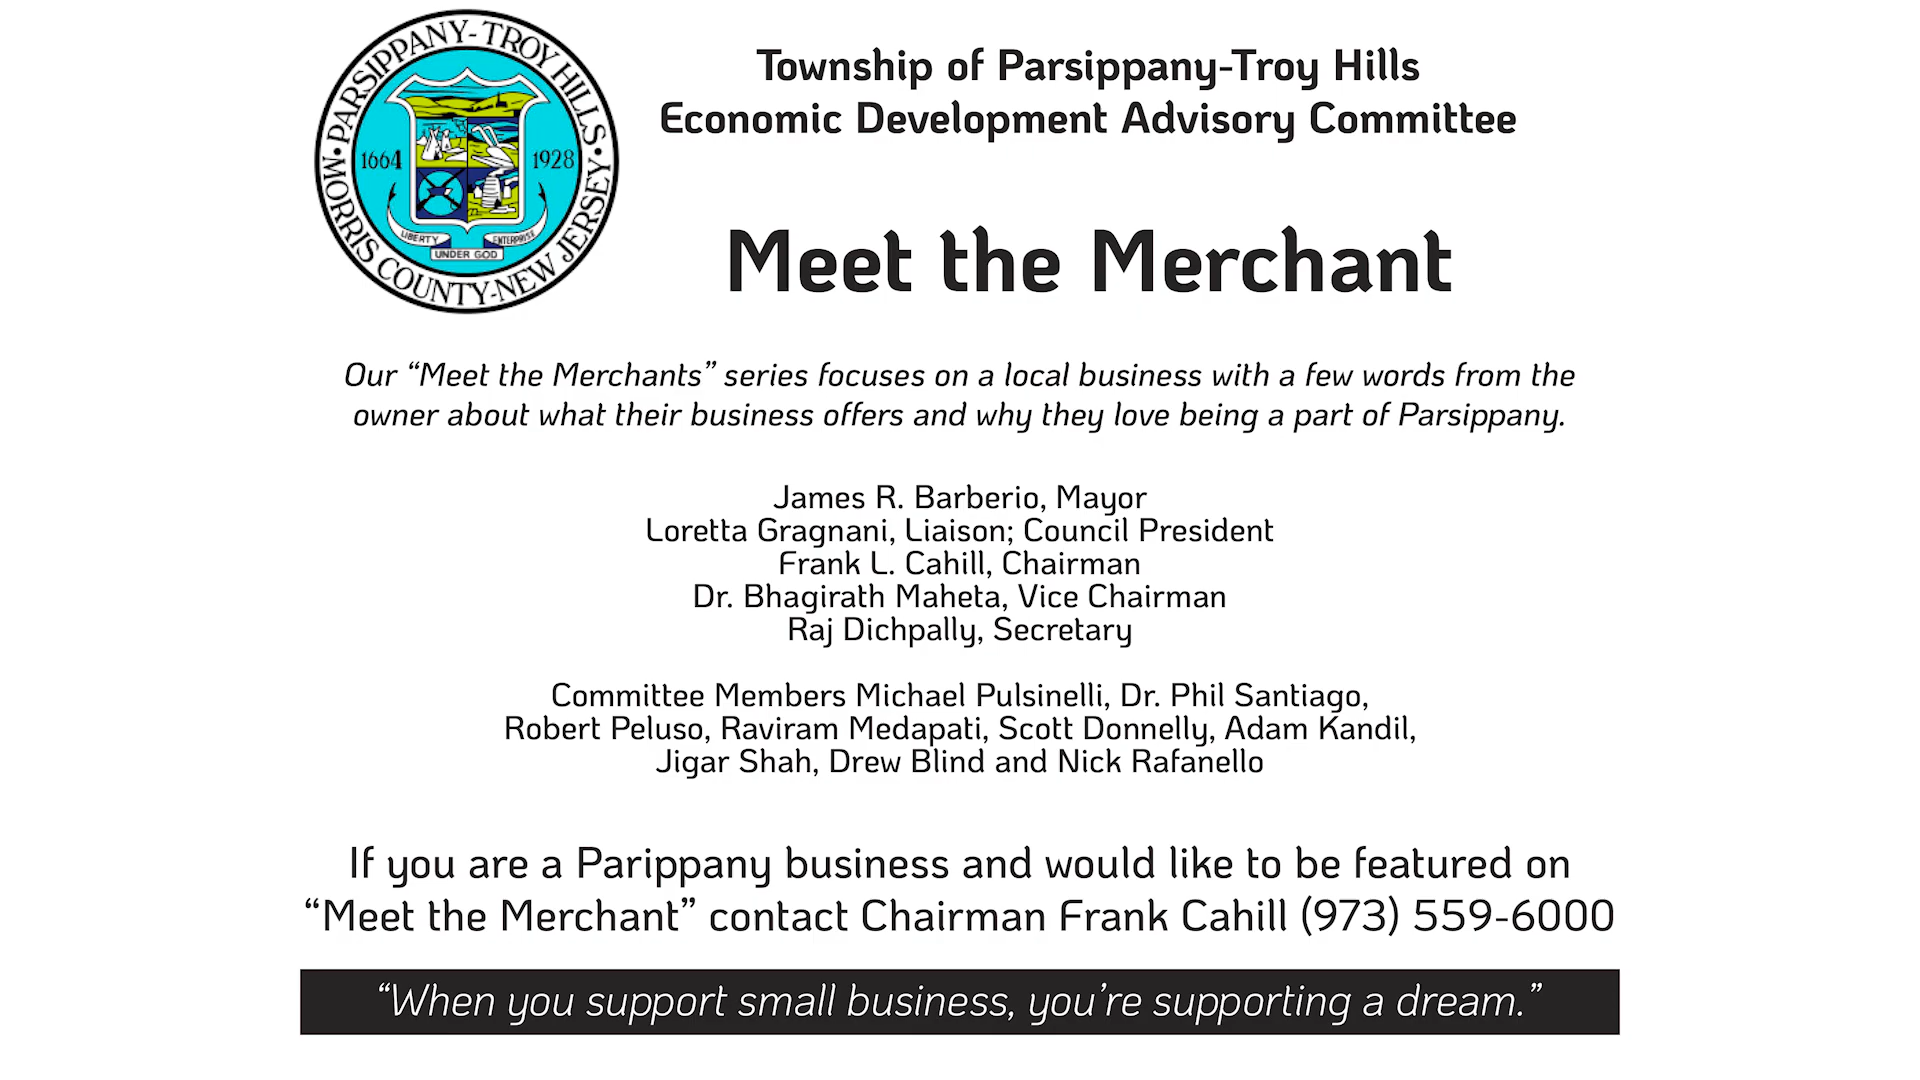 PARSIPPANY-TROY HILLS
MORRIS COUNTY-NEW JERSEY
1664
1928
LIBERTY
ENTERPRISE
UNDER GOD
Township of Parsippany-Troy Hills
Economic Development Advisory Committee
Meet the Merchant
Our “Meet the Merchants” series focuses on a local business with a few words from the
owner about what their business offers and why they love being a part of Parsippany.
James R. Barberio, Mayor
Loretta Gragnani, Liaison; Council President
Frank L. Cahill, Chairman
Dr. Bhagirath Maheta, Vice Chairman
Raj Dichpally, Secretary
Committee Members Michael Pulsinelli, Dr. Phil Santiago,
Robert Peluso, Raviram Medapati, Scott Donnelly, Adam Kandil,
Jigar Shah, Drew Blind and Nick Rafanello
If you are a Parippany business and would like to be featured on
“Meet the Merchant” contact Chairman Frank Cahill (973) 559-6000
“When you support small business, you’re supporting a dream.”